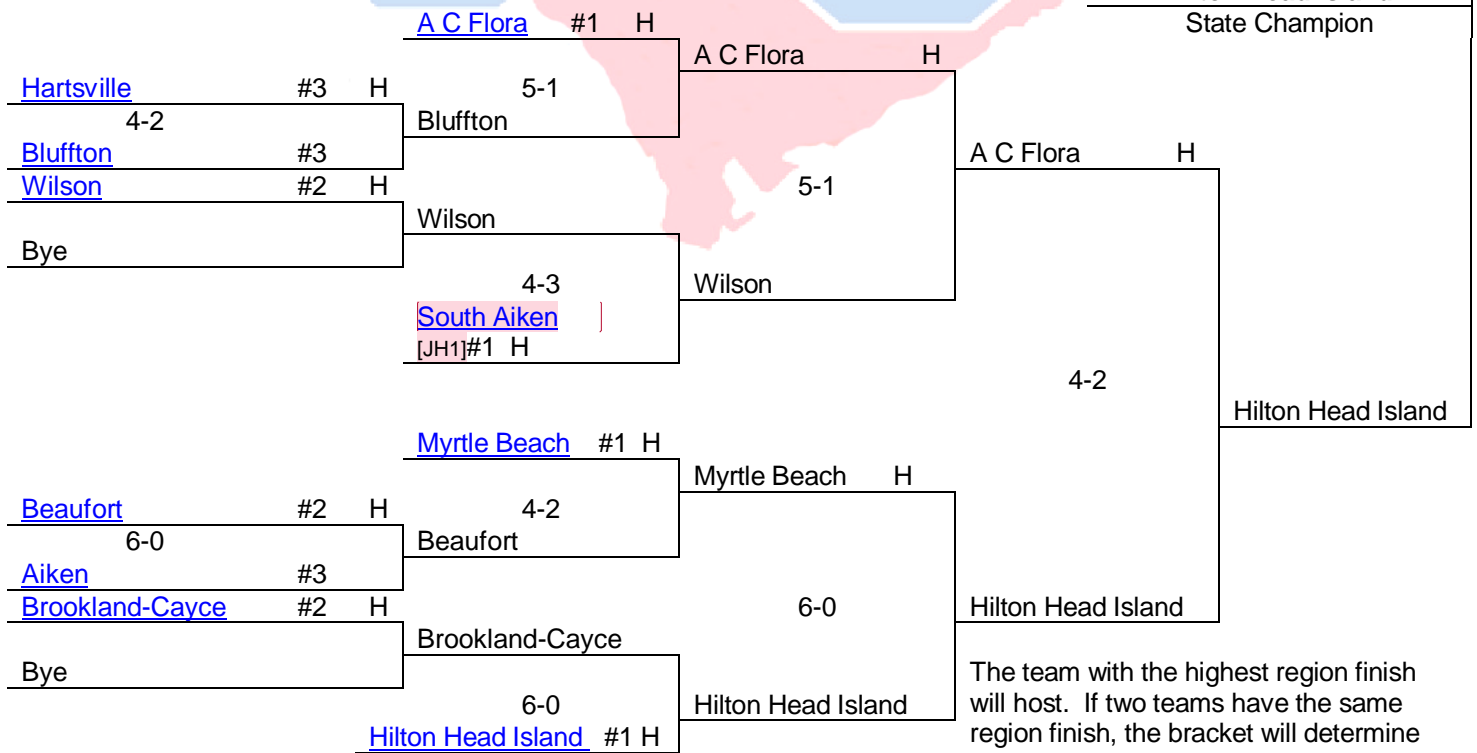 State Champion
A C Flora #1 H
A C Flora H
Hartsville #3 H
5-1
4-2
Bluffton
Bluffton #3
A C Flora H
Wilson #2 H
5-1
Wilson
Bye
4-3
Wilson
South Aiken
[JH1]#1 H
4-2
Hilton Head Island
Myrtle Beach #1 H
Myrtle Beach H
Beaufort #2 H
4-2
6-0
Beaufort
Aiken #3
Brookland-Cayce #2 H
6-0
Hilton Head Island
Brookland-Cayce
Bye
The team with the highest region finish
will host. If two teams have the same
region finish, the bracket will determine
6-0
Hilton Head Island
Hilton Head Island #1 H